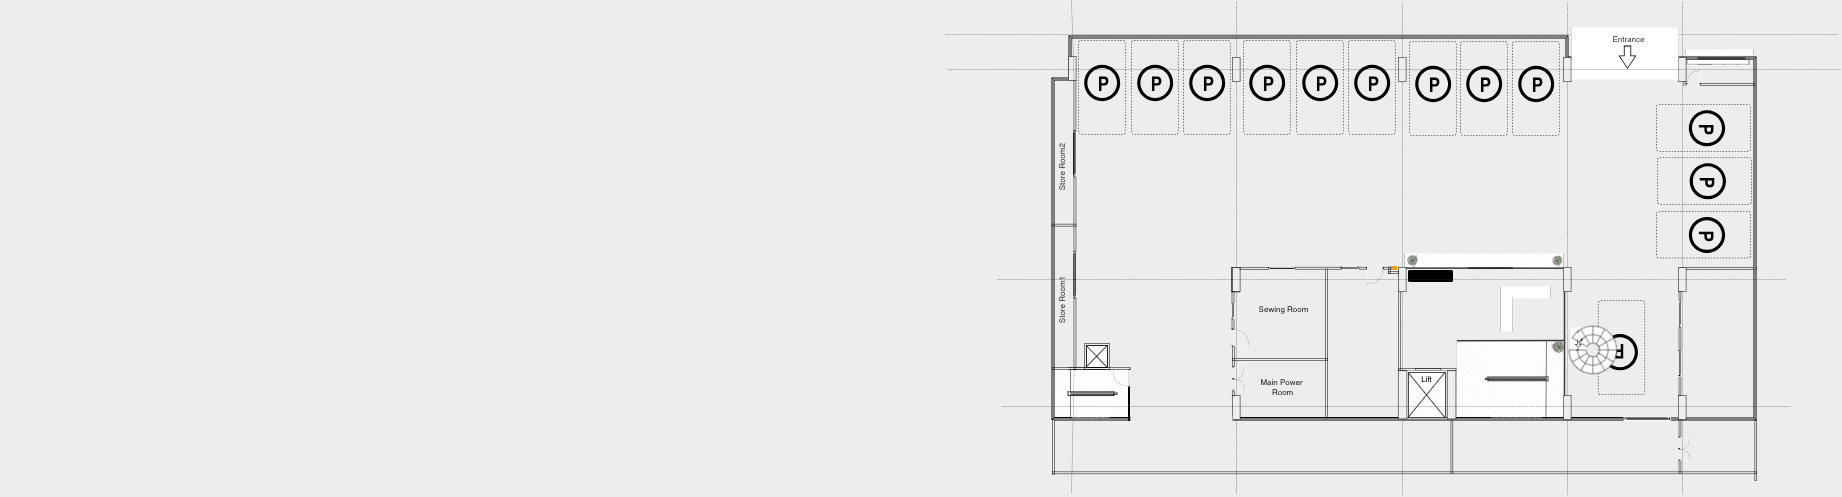 Entrance
P P P P P P P P P
P
P
P
Store Room2
Store Room1
Sewing Room
Main Power
Room
Lift
P